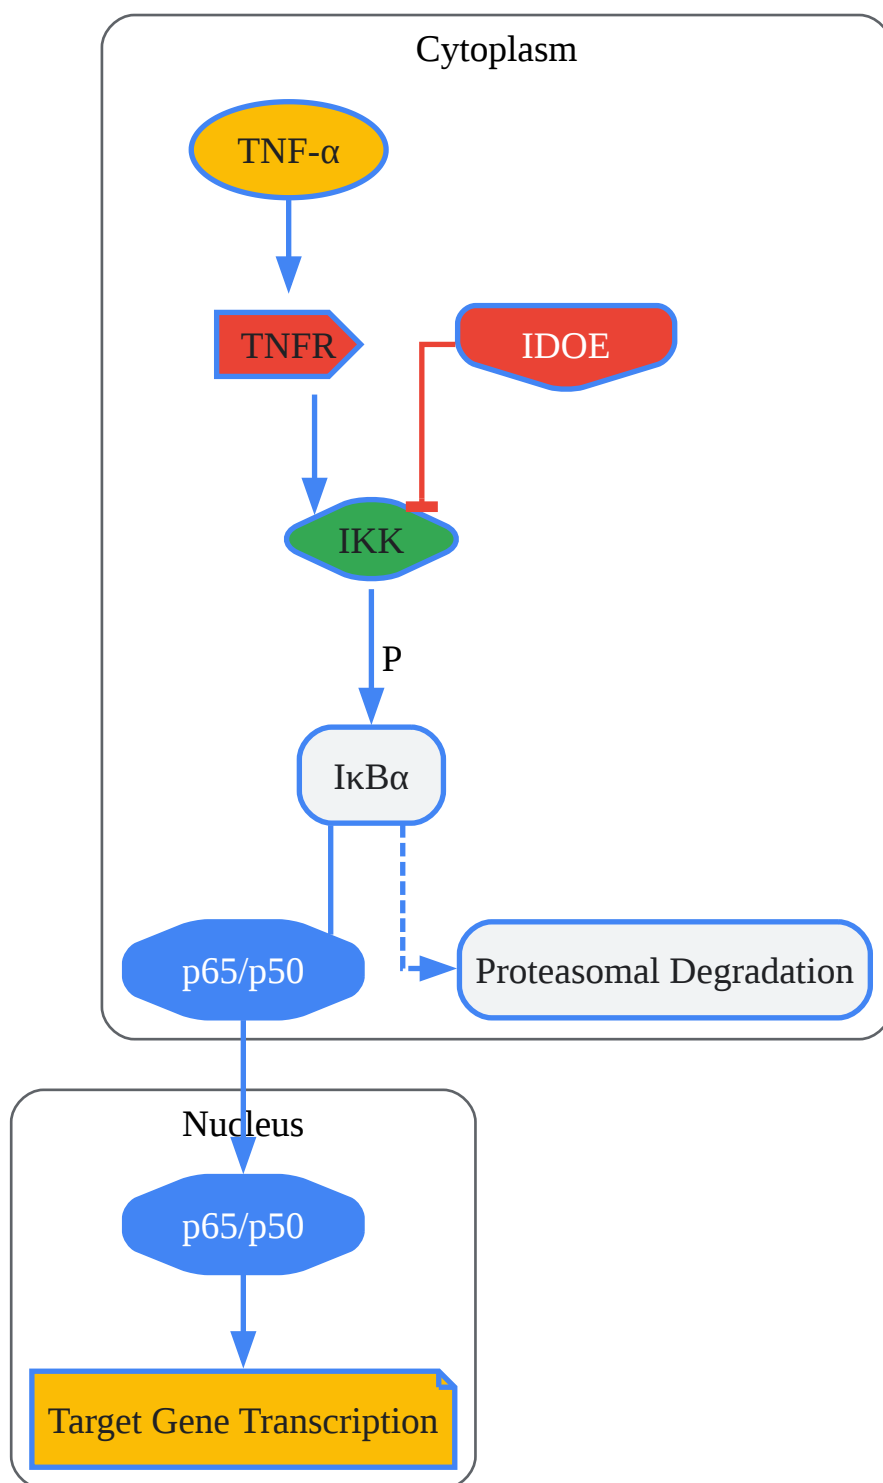 Cytoplasm
TNF-α
TNFR
IDOE
IKK
P
IκBα
p65/p50
Proteasomal Degradation
Nucleus
p65/p50
Target Gene Transcription